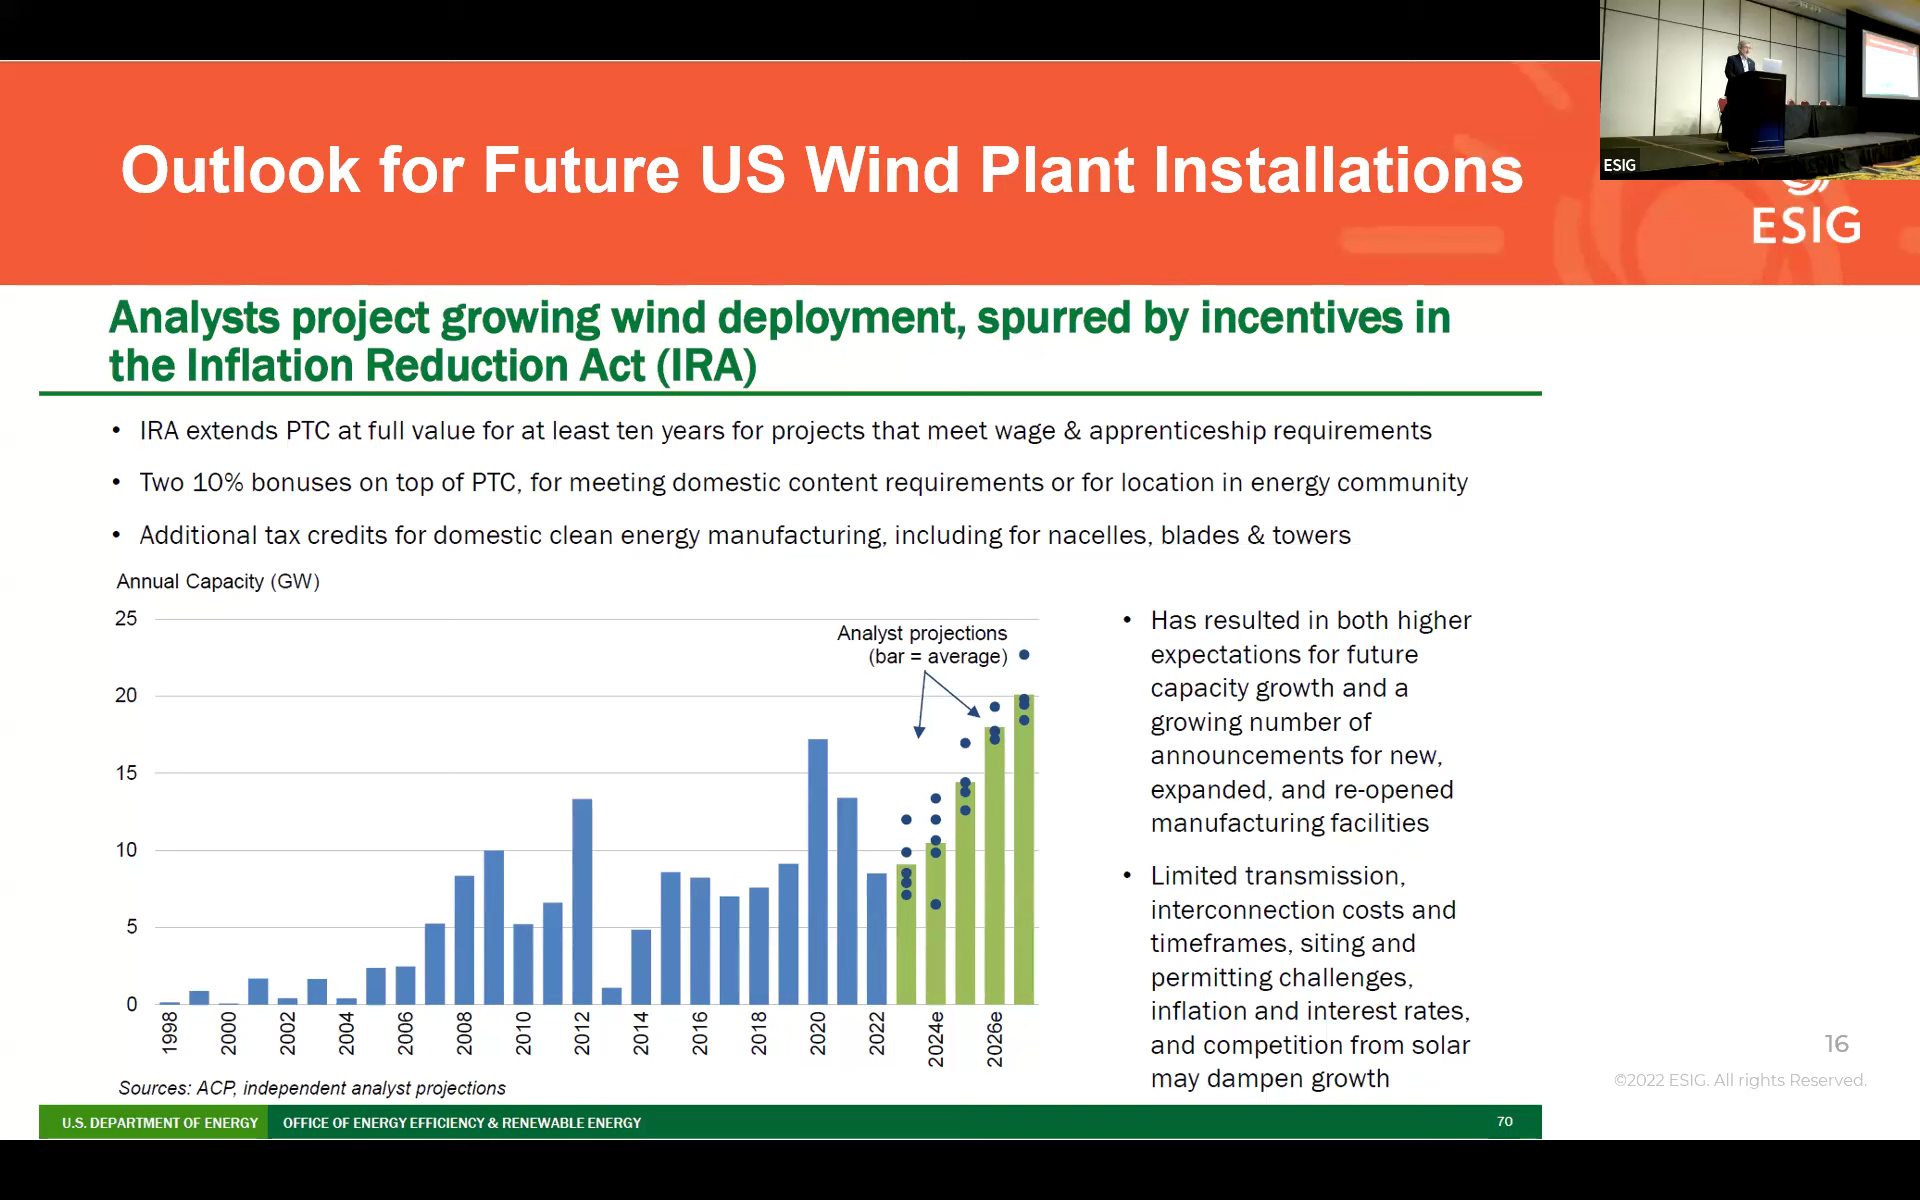 ESIG
Outlook for Future US Wind Plant Installations
ESIG
Analysts project growing wind deployment, spurred by incentives in
the Inflation Reduction Act (IRA)
• IRA extends PTC at full value for at least ten years for projects that meet wage & apprenticeship requirements
• Two 10% bonuses on top of PTC, for meeting domestic content requirements or for location in energy community
• Additional tax credits for domestic clean energy manufacturing, including for nacelles, blades & towers
Annual Capacity (GW)
25
20
15
10
5
0
Analyst projections
(bar = average)
1998
2000
2002
2004
2006
2008
2010
2012
2014
2016
2018
2020
2022
2024e
2026e
Sources: ACP, independent analyst projections
• Has resulted in both higher
expectations for future
capacity growth and a
growing number of
announcements for new,
expanded, and re-opened
manufacturing facilities
• Limited transmission,
interconnection costs and
timeframes, siting and
permitting challenges,
inflation and interest rates,
and competition from solar
may dampen growth
16
©2022 ESIG. All rights Reserved.
U.S. DEPARTMENT OF ENERGY OFFICE OF ENERGY EFFICIENCY & RENEWABLE ENERGY 70